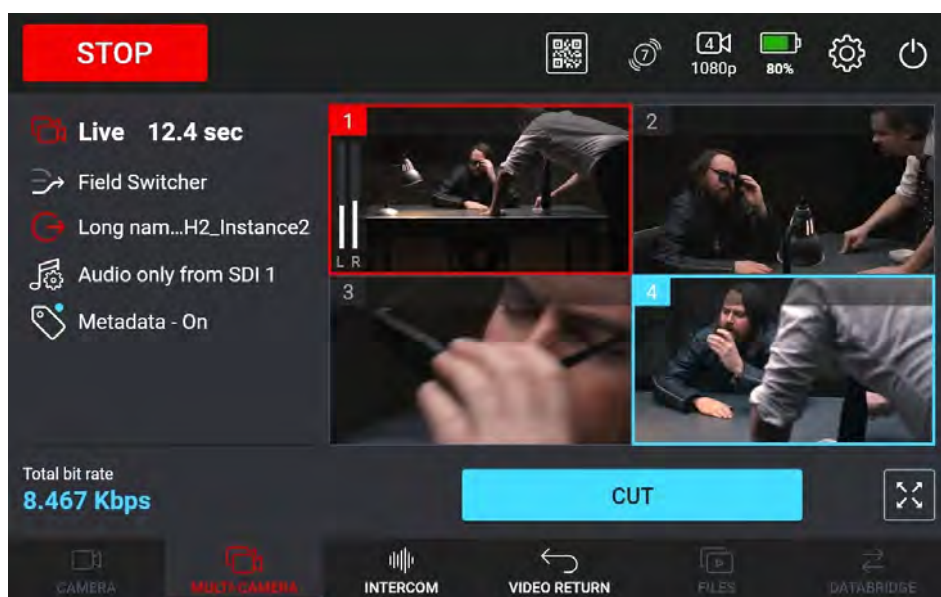 STOP
7
4
1080p
80%
Live 12.4 sec
Field Switcher
Long nam...H2_Instance2
Audio only from SDI 1
Metadata - On
1
L R
2
3
4
Total bit rate
8.467 Kbps
CUT
CAMERA
MULTI-CAMERA
INTERCOM
VIDEO RETURN
FILES
DATABRIDGE